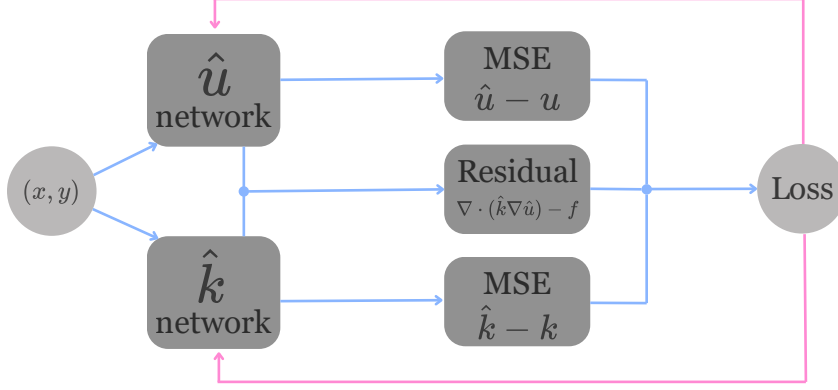 (x, y)
û
network
k̂
network
MSE
û − u
Residual
∇ · (k̂∇û) − f
MSE
k̂ − k
Loss